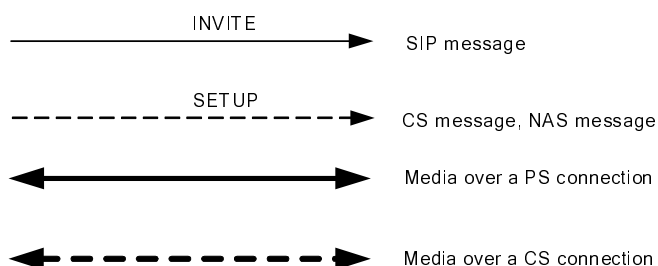 INVITE
SIP message
SETUP
CS message, NAS message
Media over a PS connection
Media over a CS connection